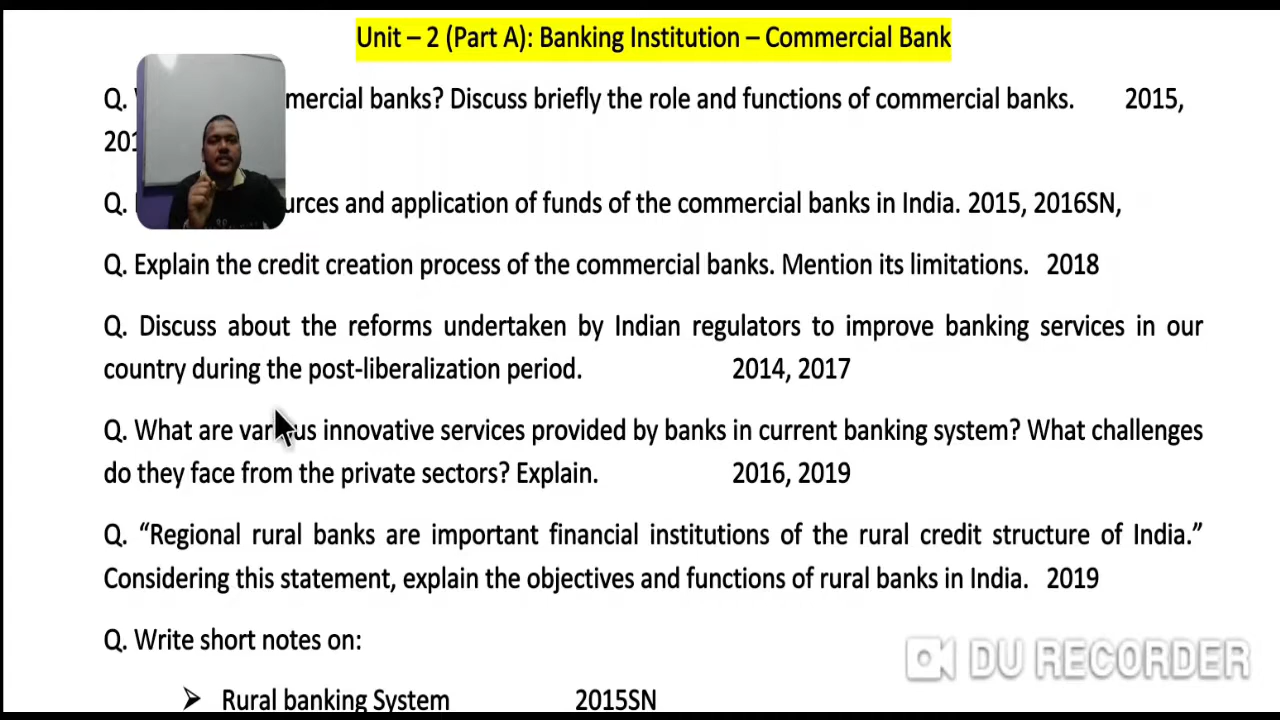 Unit – 2 (Part A): Banking Institution – Commercial Bank
Q. banks? Discuss briefly the role and functions of commercial banks. 2015,
Q. and application of funds of the commercial banks in India. 2015, 2016SN,
Q. Explain the credit creation process of the commercial banks. Mention its limitations. 2018
Q. Discuss about the reforms undertaken by Indian regulators to improve banking services in our
country during the post-liberalization period. 2014, 2017
Q. What are various innovative services provided by banks in current banking system? What challenges
do they face from the private sectors? Explain. 2016, 2019
Q. “Regional rural banks are important financial institutions of the rural credit structure of India.”
Considering this statement, explain the objectives and functions of rural banks in India. 2019
Q. Write short notes on:
➢ Rural banking System 2015SN
DU RECORDER